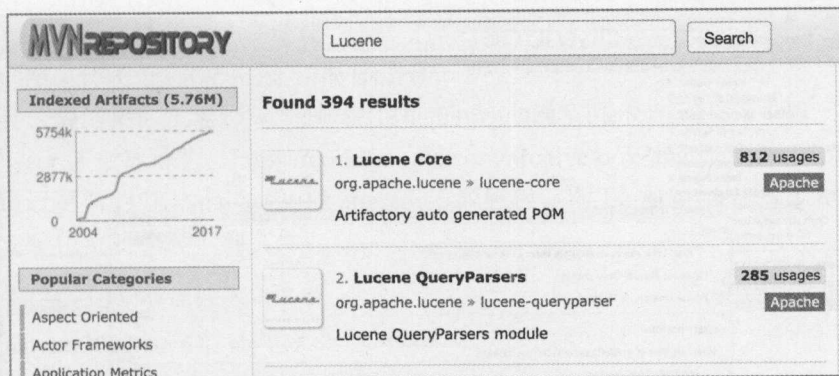 MVNREPOSITORY
Lucene
Search
Indexed Artifacts (5.76M)
5754k
2877k
0
2004
2017
Popular Categories
Aspect Oriented
Actor Frameworks
Application Metrics
Found 394 results
Lucene
1. Lucene Core
812 usages
org.apache.lucene » lucene-core
Apache
Artifactory auto generated POM
Lucene
2. Lucene QueryParsers
285 usages
org.apache.lucene » lucene-queryparser
Apache
Lucene QueryParsers module